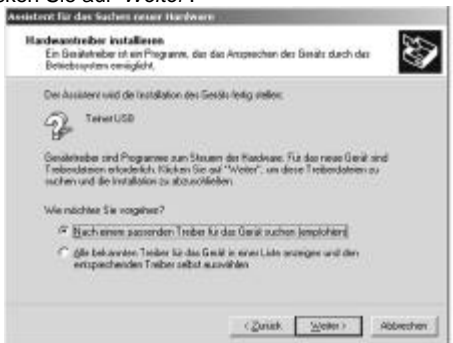 ken Sie auf "Weiter".
Assistent für das Suchen neuer Hardware
Hardwaretreiber installieren
Ein Gerätetreiber ist ein Programm, das das Ansprechen des Geräts durch das
Betriebssystem ermöglicht.
Der Assistent wird die Installation des Geräts fertig stellen:
USB
Gerätetreiber sind Programme zum Steuern der Hardware. Für das neue Gerät sind
Treiberdateien erforderlich. Klicken Sie auf "Weiter", um diese Treiberdateien zu
suchen und die Installation zu abzuschließen.
Wie möchten Sie vorgehen?
Nach einem passenden Treiber für das Gerät suchen (empfohlen)
Alle bekannten Treiber für das Gerät in einer Liste anzeigen und den
entsprechenden Treiber selbst auswählen
< Zurück Weiter > Abbrechen